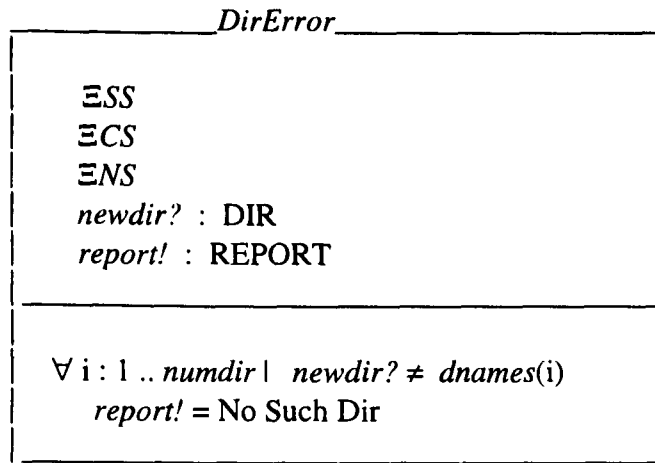 DirError
ΞSS
ΞCS
ΞNS
newdir? : DIR
report! : REPORT
∀ i : 1 .. numdir | newdir? ≠ dnames(i)
report! = No Such Dir